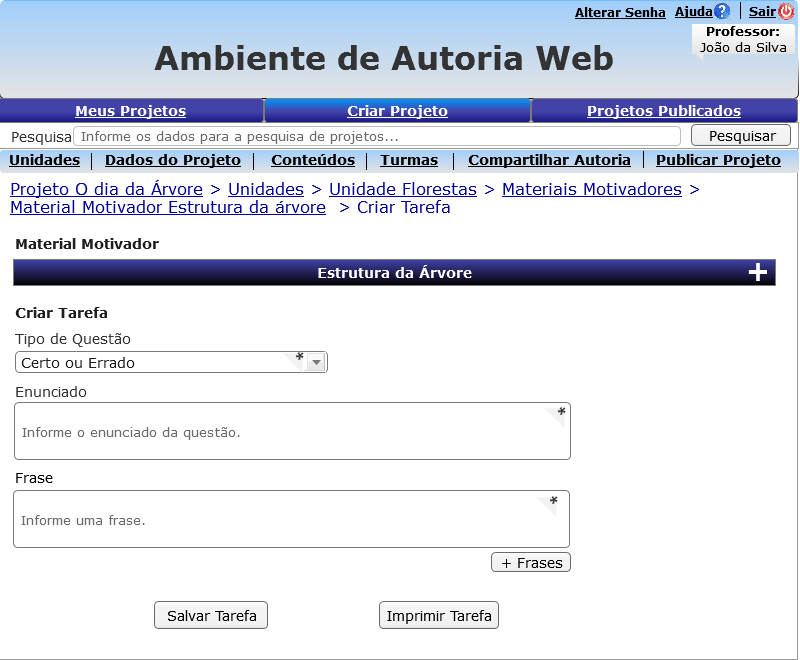 Alterar Senha Ajuda ? Sair
Professor:
João da Silva
Ambiente de Autoria Web
Meus Projetos Criar Projeto Projetos Publicados
Pesquisa Informe os dados para a pesquisa de projetos... Pesquisar
Unidades Dados do Projeto Conteúdos Turmas Compartilhar Autoria Publicar Projeto
Projeto O dia da Árvore > Unidades > Unidade Florestas > Materiais Motivadores >
Material Motivador Estrutura da árvore > Criar Tarefa
Material Motivador
Estrutura da Árvore +
Criar Tarefa
Tipo de Questão
Certo ou Errado *
Enunciado
Informe o enunciado da questão. *
Frase
Informe uma frase. *
+ Frases
Salvar Tarefa Imprimir Tarefa